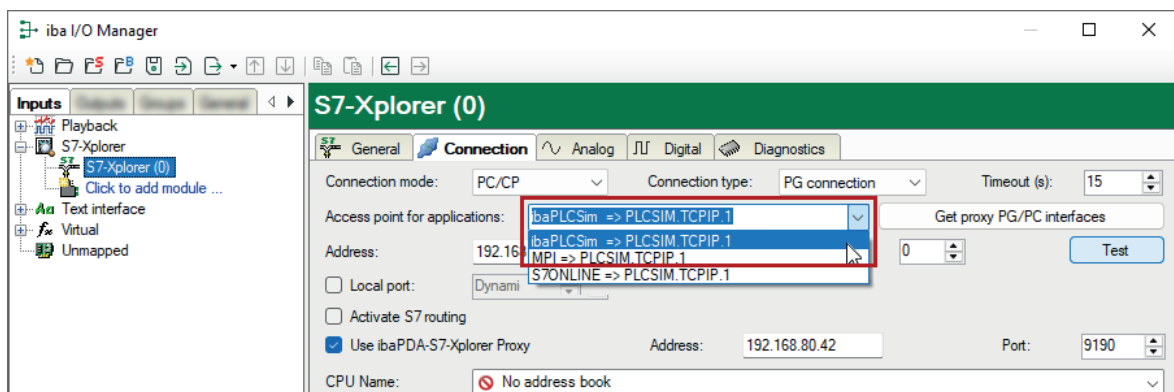 iba I/O Manager
Inputs
Playback
S7-Xplorer
S7-Xplorer (0)
Click to add module ...
Text interface
Virtual
Unmapped
S7-Xplorer (0)
General Connection Analog Digital Diagnostics
Connection mode: PC/CP Connection type: PG connection Timeout (s): 15
Access point for applications: ibaPLCSim => PLCSIM.TCPIP.1 Get proxy PG/PC interfaces
ibaPLCSim => PLCSIM.TCPIP.1
Address: 192.168 0 Test
MPI => PLCSIM.TCPIP.1
S7ONLINE => PLCSIM.TCPIP.1
Local port: Dynami
Activate S7 routing
Use ibaPDA-S7-Xplorer Proxy Address: 192.168.80.42 Port: 9190
CPU Name: No address book